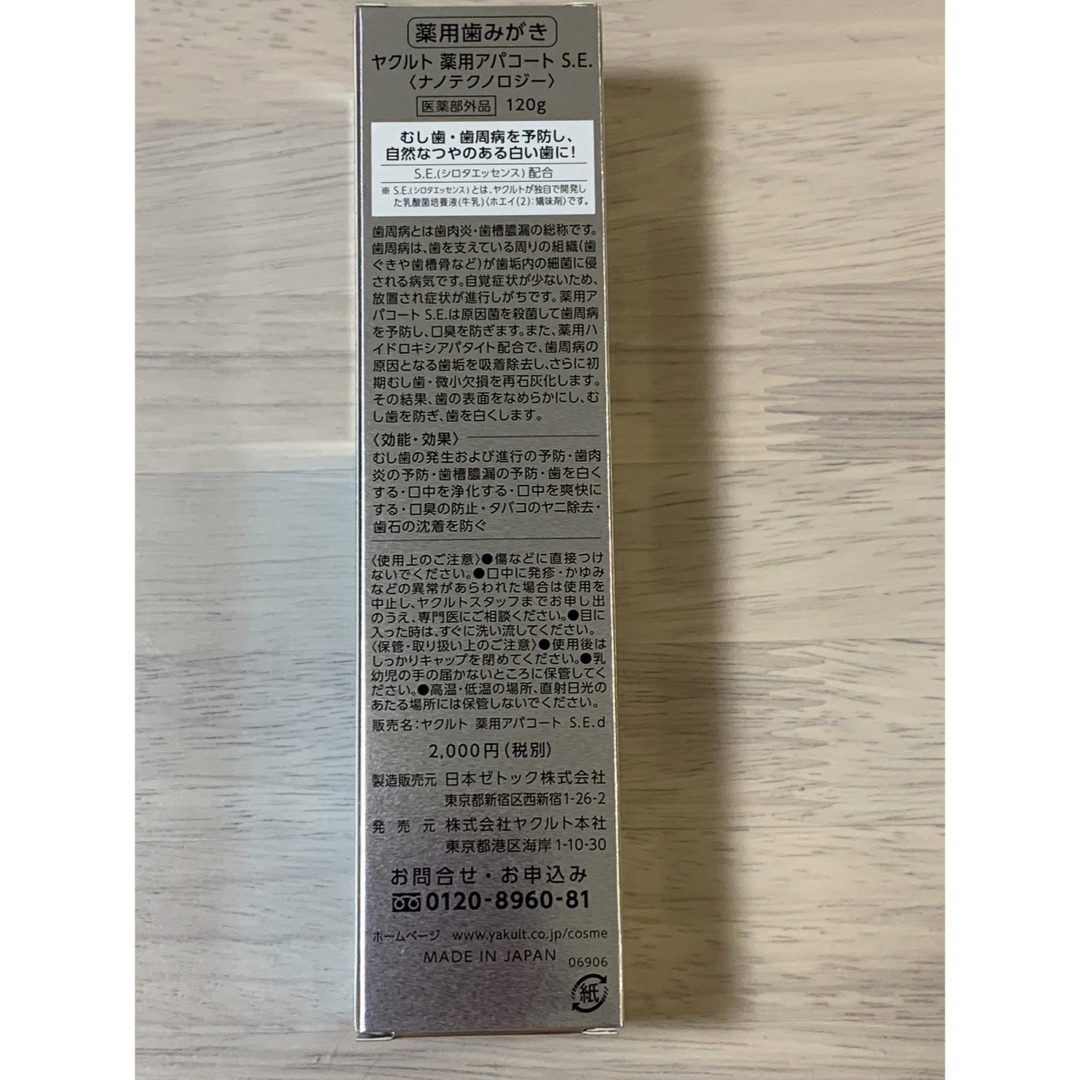 薬用歯みがき
ヤクルト 薬用アパコート S.E.
〈ナノテクノロジー〉
医薬部外品 120g
むし歯・歯周病を予防し、
自然なつやのある白い歯に!
S.E.(シロタエッセンス)配合
※ S.E.(シロタエッセンス)とは、ヤクルトが独自で開発し
た乳酸菌培養液(牛乳)〈ホエイ(2):矯味剤〉です。
歯周病とは歯肉炎・歯槽膿漏の総称です。
歯周病は、歯を支えている周りの組織(歯
ぐきや歯槽骨など)が歯垢内の細菌に侵
される病気です。自覚症状が少ないため、
放置され症状が進行しがちです。薬用ア
パコート S.E.は原因菌を殺菌して歯周病
を予防し、口臭を防ぎます。また、薬用ハ
イドロキシアパタイト配合で、歯周病の
原因となる歯垢を吸着除去し、さらに初
期むし歯・微小欠損を再石灰化します。
その結果、歯の表面をなめらかにし、む
し歯を防ぎ、歯を白くします。
〈効能・効果〉
むし歯の発生および進行の予防・歯肉
炎の予防・歯槽膿漏の予防・歯を白く
する・口中を浄化する・口中を爽快に
する・口臭の防止・タバコのヤニ除去・
歯石の沈着を防ぐ
〈使用上のご注意〉●傷などに直接つけ
ないでください。●口中に発疹・かゆみ
などの異常があらわれた場合は使用を
中止し、ヤクルトスタッフまでお申し出
のうえ、専門医にご相談ください。●目に
入った時は、すぐに洗い流してください。
〈保管・取り扱い上のご注意〉●使用後は
しっかりキャップを閉めてください。●乳
幼児の手の届かないところに保管してく
ださい。●高温・低温の場所、直射日光の
あたる場所には保管しないでください。
販売名:ヤクルト 薬用アパコート S.E.d
2,000円(税別)
製造販売元 日本ゼトック株式会社
東京都新宿区西新宿1-26-2
発売元 株式会社ヤクルト本社
東京都港区海岸1-10-30
お問合せ・お申込み
0120-8960-81
ホームページ www.yakult.co.jp/cosme
MADE IN JAPAN 06906
紙